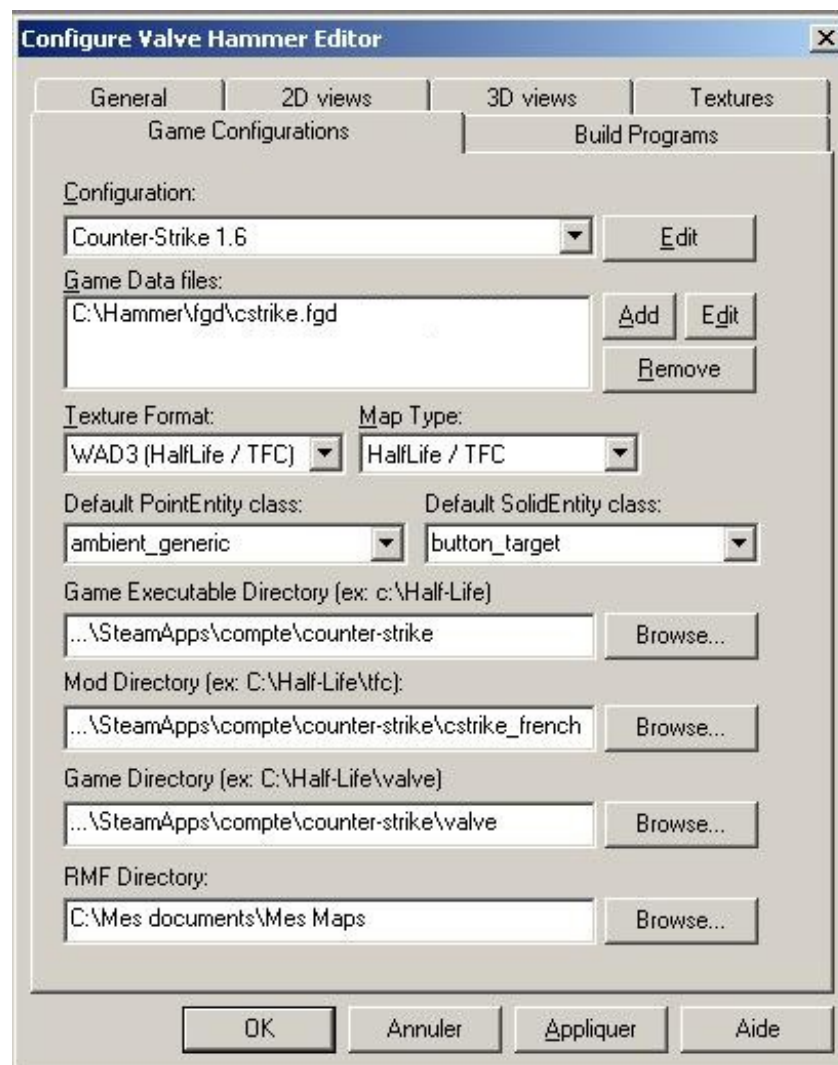 Configure Valve Hammer Editor
General 2D views 3D views Textures
Game Configurations Build Programs
Configuration:
Counter-Strike 1.6 Edit
Game Data files:
C:\Hammer\fgd\cstrike.fgd Add Edit
Remove
Texture Format: Map Type:
WAD3 (HalfLife / TFC) HalfLife / TFC
Default PointEntity class: Default SolidEntity class:
ambient_generic button_target
Game Executable Directory (ex: c:\Half-Life)
...\SteamApps\compte\counter-strike Browse...
Mod Directory (ex: C:\Half-Life\tfc):
...\SteamApps\compte\counter-strike\cstrike_french Browse...
Game Directory (ex: C:\Half-Life\valve)
...\SteamApps\compte\counter-strike\valve Browse...
RMF Directory:
C:\Mes documents\Mes Maps Browse...
OK Annuler Appliquer Aide